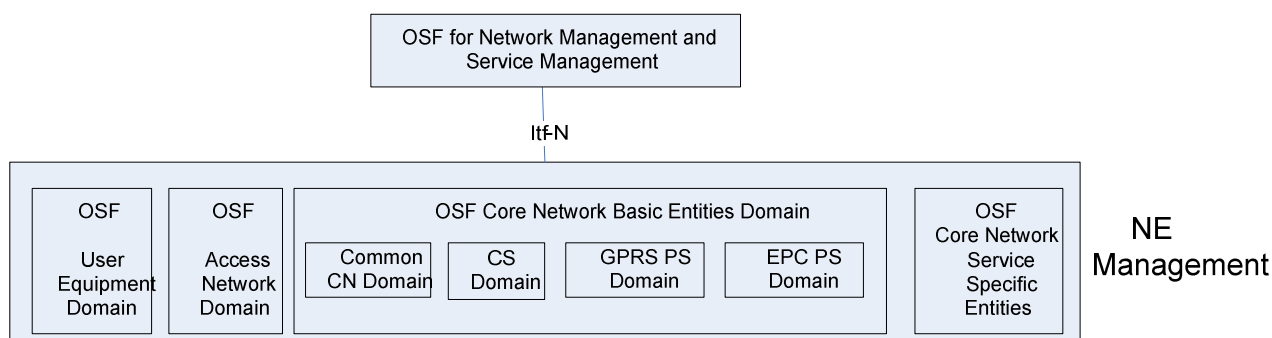 OSF for Network Management and
Service Management
Itf-N
OSF
User
Equipment
Domain
OSF
Access
Network
Domain
OSF Core Network Basic Entities Domain
Common
CN Domain
CS
Domain
GPRS PS
Domain
EPC PS
Domain
OSF
Core Network
Service
Specific
Entities
NE
Management